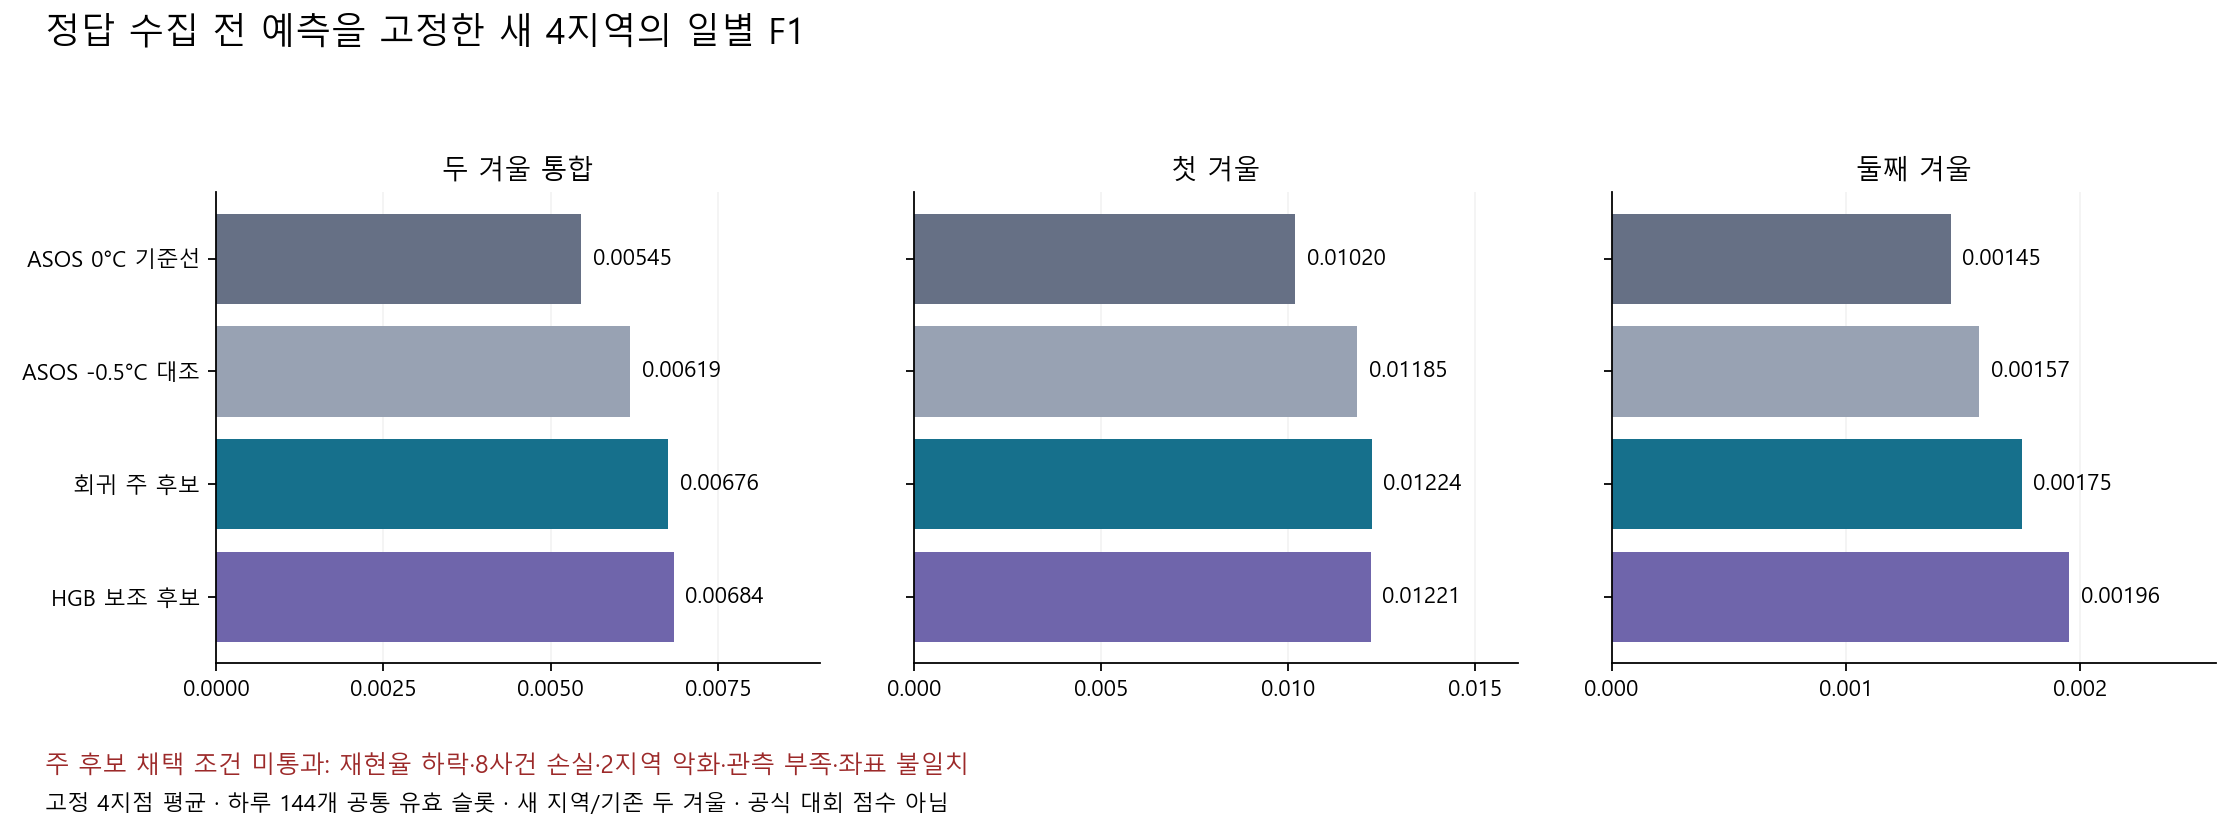 정답 수집 전 예측을 고정한 새 4지역의 일별 F1
두 겨울 통합
첫 겨울
둘째 겨울
ASOS 0°C 기준선
0.00545
0.01020
0.00145
ASOS -0.5°C 대조
0.00619
0.01185
0.00157
회귀 주 후보
0.00676
0.01224
0.00175
HGB 보조 후보
0.00684
0.01221
0.00196
0.0000 0.0025 0.0050 0.0075
0.000 0.005 0.010 0.015
0.000 0.001 0.002
주 후보 채택 조건 미통과: 재현율 하락·8사건 손실·2지역 악화·관측 부족·좌표 불일치
고정 4지점 평균 · 하루 144개 공통 유효 슬롯 · 새 지역/기존 두 겨울 · 공식 대회 점수 아님